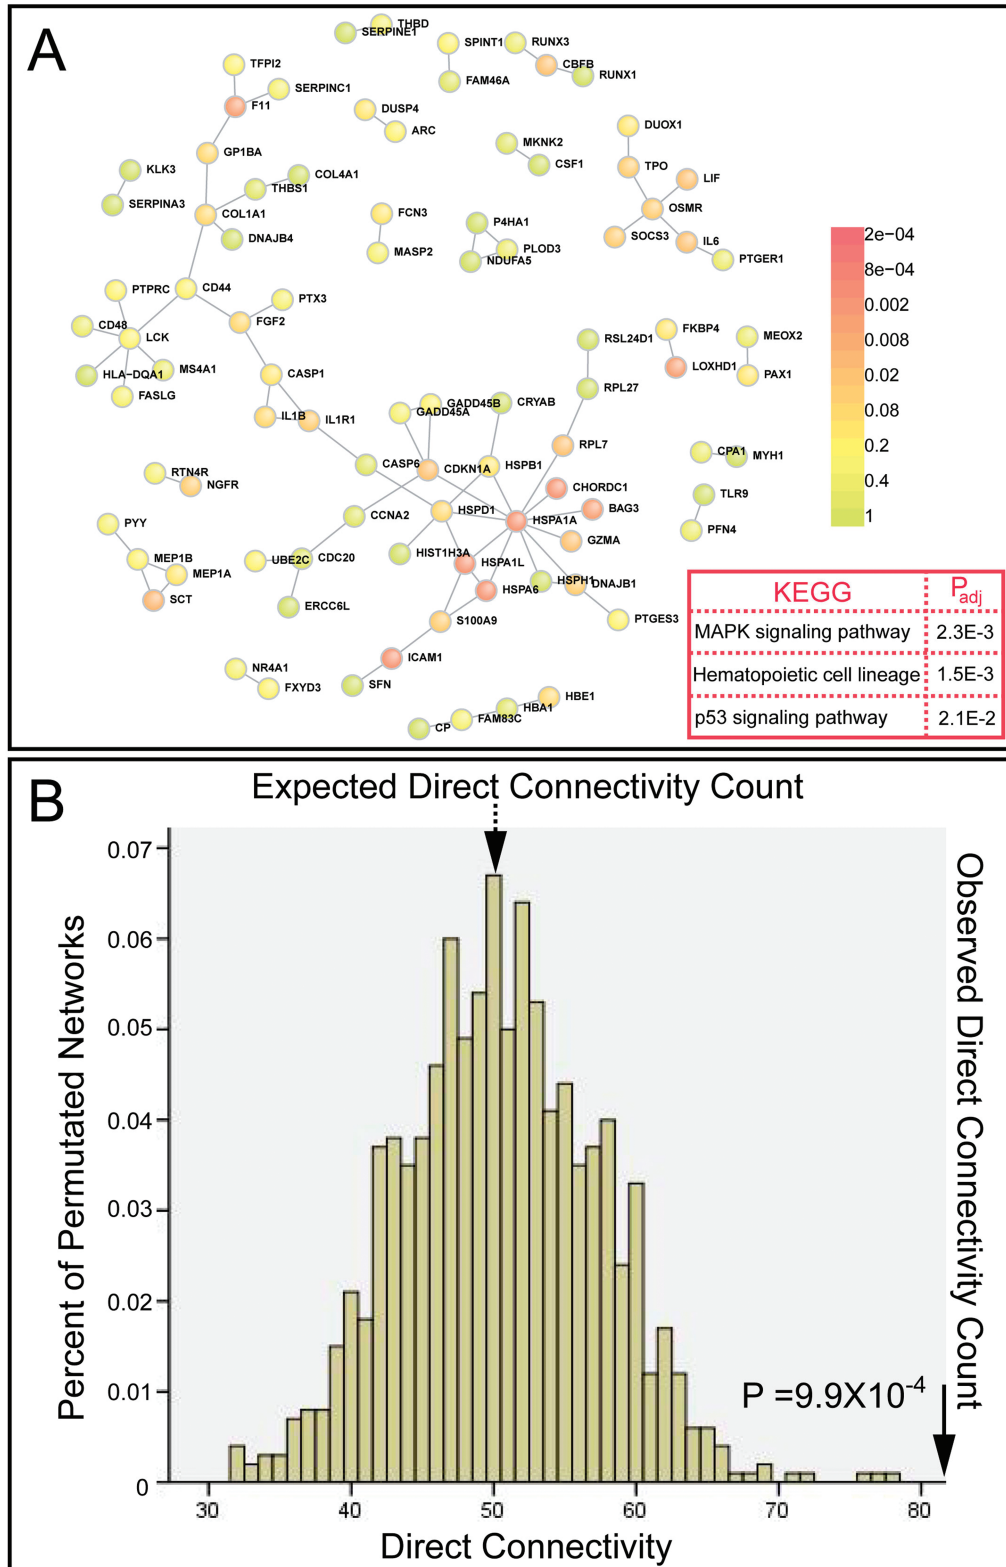 A
THBD
SERPINE1
SPINT1
RUNX3
CBFB
RUNX1
FAM46A
TFPI2
SERPINC1
F11
DUSP4
ARC
DUOX1
MKNK2
CSF1
TPO
LIF
GP1BA
KLK3
COL4A1
THBS1
SERPINA3
COL1A1
DNAJB4
FCN3
MASP2
P4HA1
PLOD3
NDUFA5
OSMR
SOCS3
IL6
PTGER1
2e-04
8e-04
0.002
0.008
0.02
0.08
0.2
0.4
1
PTPRC
CD44
PTX3
FGF2
CD48
LCK
HLA-DQA1
MS4A1
FASLG
CASP1
IL1B
IL1R1
RSL24D1
FKBP4
LOXHD1
MEOX2
PAX1
RPL27
GADD45A
GADD45B
CRYAB
RPL7
CPA1
MYH1
CASP6
CDKN1A
HSPB1
RTN4R
NGFR
CHORDC1
TLR9
BAG3
PFN4
CCNA2
HSPD1
HSPA1A
GZMA
PYY
MEP1B
MEP1A
SCT
UBE2C
CDC20
HIST1H3A
HSPA1L
HSPA6
HSPH1
DNAJB1
ERCC6L
S100A9
PTGES3
ICAM1
SFN
NR4A1
FXYD3
HBE1
HBA1
FAM83C
CP
KEGG Padj
MAPK signaling pathway 2.3E-3
Hematopoietic cell lineage 1.5E-3
p53 signaling pathway 2.1E-2
B
Expected Direct Connectivity Count
Observed Direct Connectivity Count
Percent of Permutated Networks
0.07
0.06
0.05
0.04
0.03
0.02
0.01
0
P =9.9X10-4
30 40 50 60 70 80
Direct Connectivity